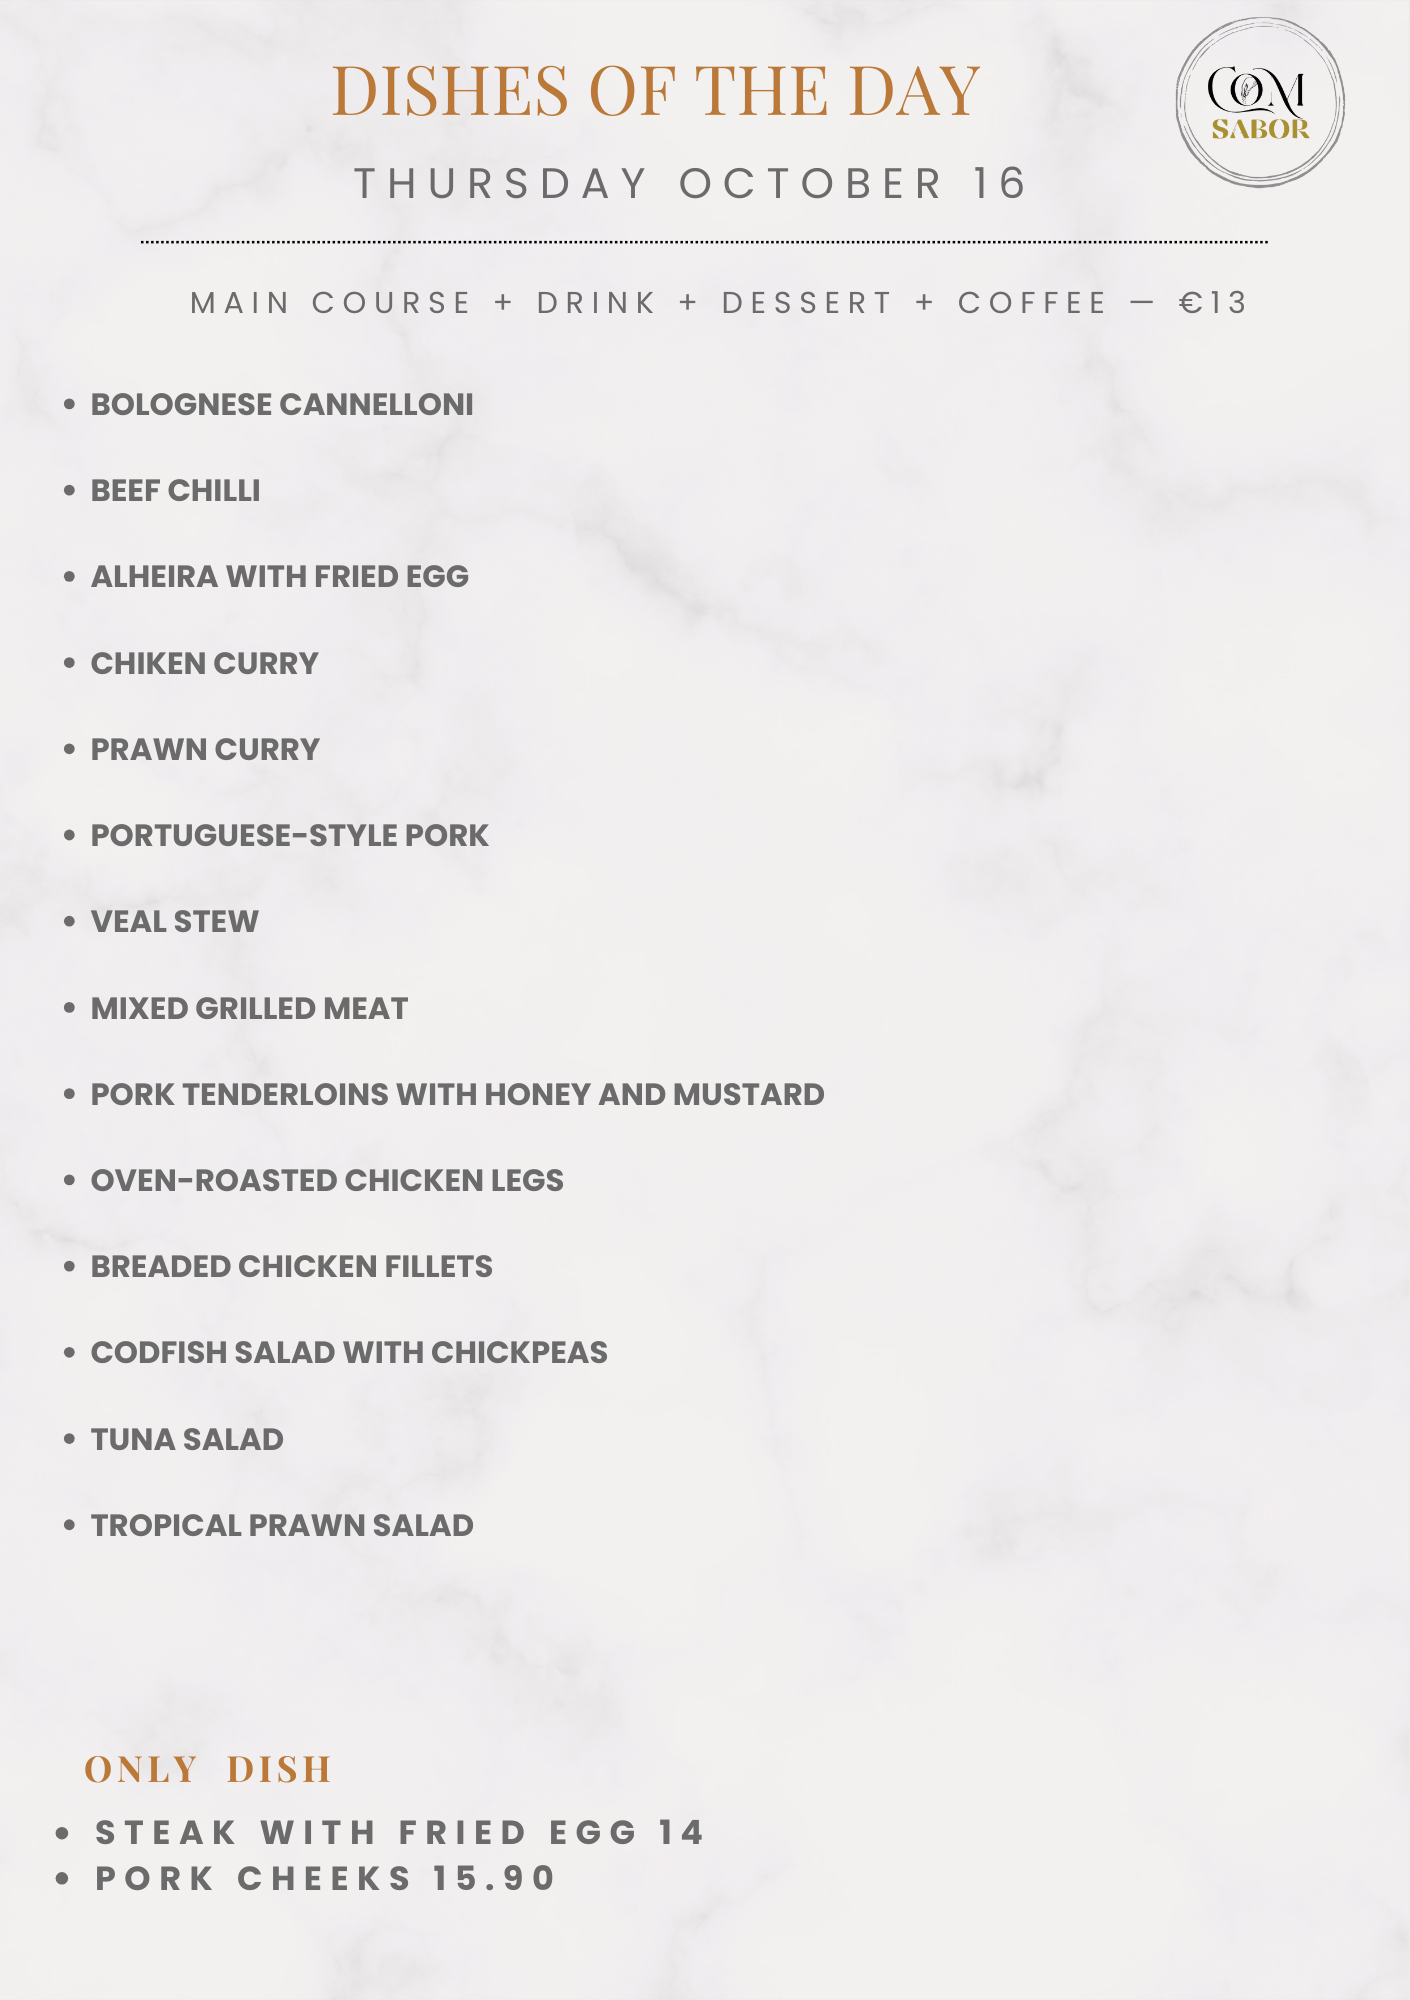 DISHES OF THE DAY
COM
SABOR
THURSDAY OCTOBER 16
MAIN COURSE + DRINK + DESSERT + COFFEE — €13
• BOLOGNESE CANNELLONI
• BEEF CHILLI
• ALHEIRA WITH FRIED EGG
• CHIKEN CURRY
• PRAWN CURRY
• PORTUGUESE-STYLE PORK
• VEAL STEW
• MIXED GRILLED MEAT
• PORK TENDERLOINS WITH HONEY AND MUSTARD
• OVEN-ROASTED CHICKEN LEGS
• BREADED CHICKEN FILLETS
• CODFISH SALAD WITH CHICKPEAS
• TUNA SALAD
• TROPICAL PRAWN SALAD
ONLY DISH
• STEAK WITH FRIED EGG 14
• PORK CHEEKS 15.90